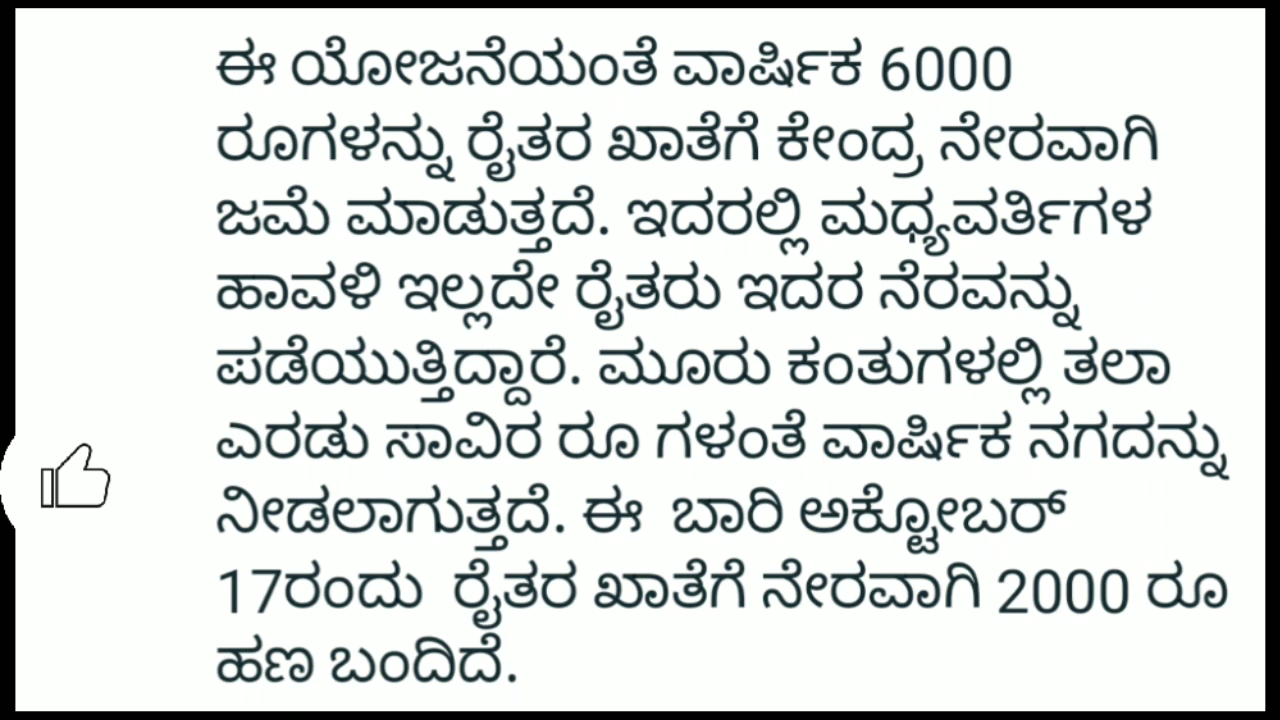 ಈ ಯೋಜನೆಯಂತೆ ವಾರ್ಷಿಕ 6000
ರೂಗಳನ್ನು ರೈತರ ಖಾತೆಗೆ ಕೇಂದ್ರ ನೇರವಾಗಿ
ಜಮೆ ಮಾಡುತ್ತದೆ. ಇದರಲ್ಲಿ ಮಧ್ಯವರ್ತಿಗಳ
ಹಾವಳಿ ಇಲ್ಲದೇ ರೈತರು ಇದರ ನೆರವನ್ನು
ಪಡೆಯುತ್ತಿದ್ದಾರೆ. ಮೂರು ಕಂತುಗಳಲ್ಲಿ ತಲಾ
ಎರಡು ಸಾವಿರ ರೂ ಗಳಂತೆ ವಾರ್ಷಿಕ ನಗದನ್ನು
ನೀಡಲಾಗುತ್ತದೆ. ಈ ಬಾರಿ ಅಕ್ಟೋಬರ್
17ರಂದು ರೈತರ ಖಾತೆಗೆ ನೇರವಾಗಿ 2000 ರೂ
ಹಣ ಬಂದಿದೆ.